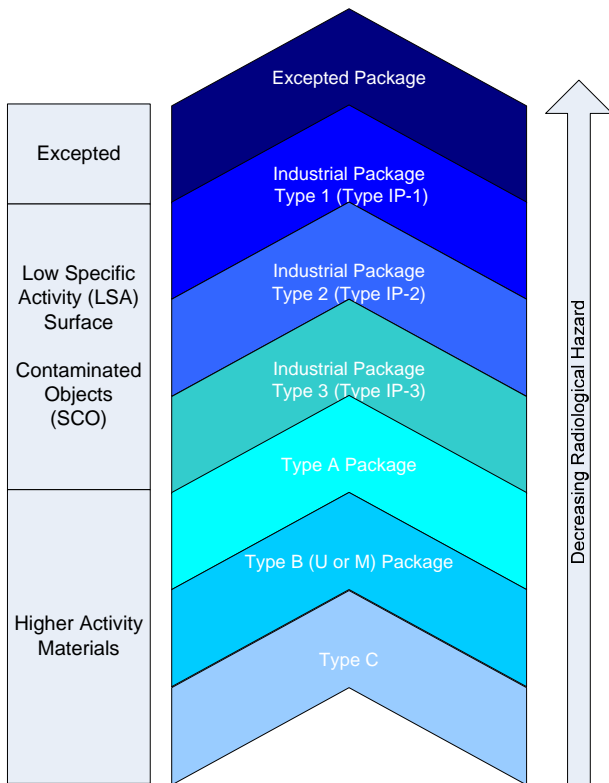 Excepted Package
Excepted
Industrial Package
Type 1 (Type IP-1)
Low Specific
Activity (LSA)
Surface
Contaminated
Objects
(SCO)
Industrial Package
Type 2 (Type IP-2)
Industrial Package
Type 3 (Type IP-3)
Type A Package
Higher Activity
Materials
Type B (U or M) Package
Type C
Decreasing Radiological Hazard